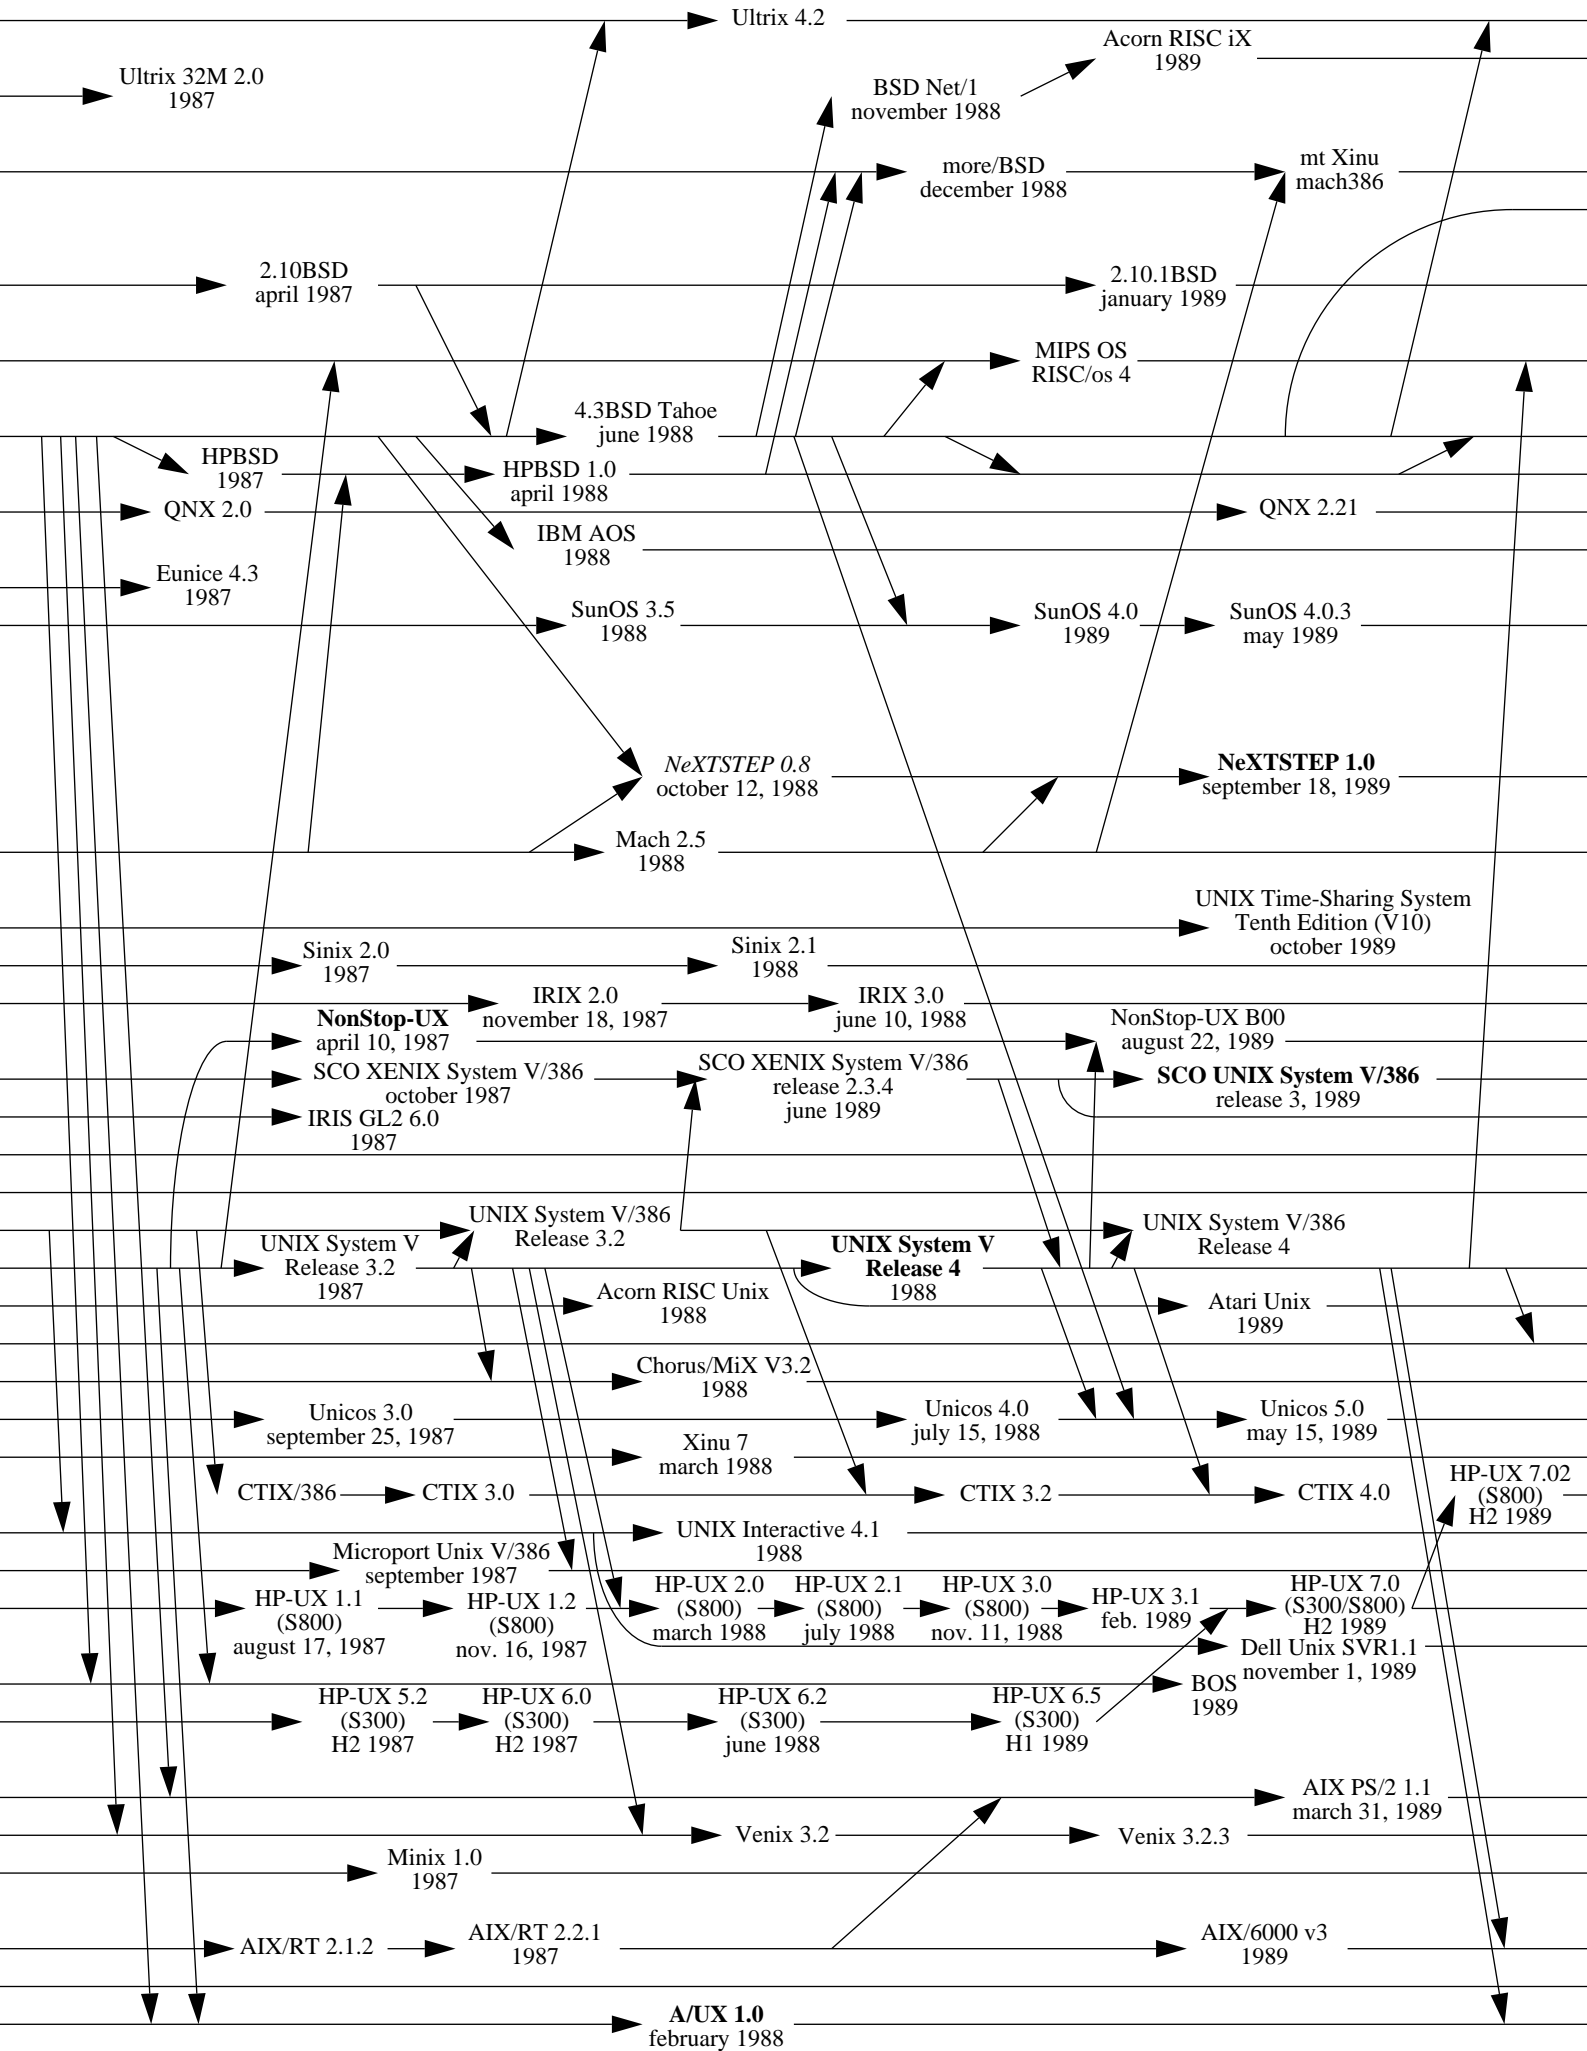 Ultrix 4.2
Acorn RISC iX
1989
Ultrix 32M 2.0
1987
BSD Net/1
november 1988
more/BSD
december 1988
mt Xinu
mach386
2.10BSD
april 1987
2.10.1BSD
january 1989
MIPS OS
RISC/os 4
4.3BSD Tahoe
june 1988
HPBSD
1987
HPBSD 1.0
april 1988
QNX 2.0
QNX 2.21
IBM AOS
1988
Eunice 4.3
1987
SunOS 3.5
1988
SunOS 4.0
1989
SunOS 4.0.3
may 1989
NeXTSTEP 0.8
october 12, 1988
NeXTSTEP 1.0
september 18, 1989
Mach 2.5
1988
UNIX Time-Sharing System
Tenth Edition (V10)
october 1989
Sinix 2.0
1987
Sinix 2.1
1988
IRIX 2.0
november 18, 1987
IRIX 3.0
june 10, 1988
NonStop-UX
april 10, 1987
NonStop-UX B00
august 22, 1989
SCO XENIX System V/386
october 1987
SCO XENIX System V/386
release 2.3.4
june 1989
SCO UNIX System V/386
release 3, 1989
IRIS GL2 6.0
1987
UNIX System V/386
Release 3.2
UNIX System V/386
Release 4
UNIX System V
Release 3.2
1987
UNIX System V
Release 4
1988
Acorn RISC Unix
1988
Atari Unix
1989
Chorus/MiX V3.2
1988
Unicos 3.0
september 25, 1987
Unicos 4.0
july 15, 1988
Unicos 5.0
may 15, 1989
Xinu 7
march 1988
CTIX/386
CTIX 3.0
CTIX 3.2
CTIX 4.0
HP-UX 7.02
(S800)
H2 1989
UNIX Interactive 4.1
1988
Microport Unix V/386
september 1987
HP-UX 1.1
(S800)
august 17, 1987
HP-UX 1.2
(S800)
nov. 16, 1987
HP-UX 2.0
(S800)
march 1988
HP-UX 2.1
(S800)
july 1988
HP-UX 3.0
(S800)
nov. 11, 1988
HP-UX 3.1
feb. 1989
HP-UX 7.0
(S300/S800)
H2 1989
Dell Unix SVR1.1
november 1, 1989
BOS
1989
HP-UX 5.2
(S300)
H2 1987
HP-UX 6.0
(S300)
H2 1987
HP-UX 6.2
(S300)
june 1988
HP-UX 6.5
(S300)
H1 1989
AIX PS/2 1.1
march 31, 1989
Venix 3.2
Venix 3.2.3
Minix 1.0
1987
AIX/RT 2.1.2
AIX/RT 2.2.1
1987
AIX/6000 v3
1989
A/UX 1.0
february 1988